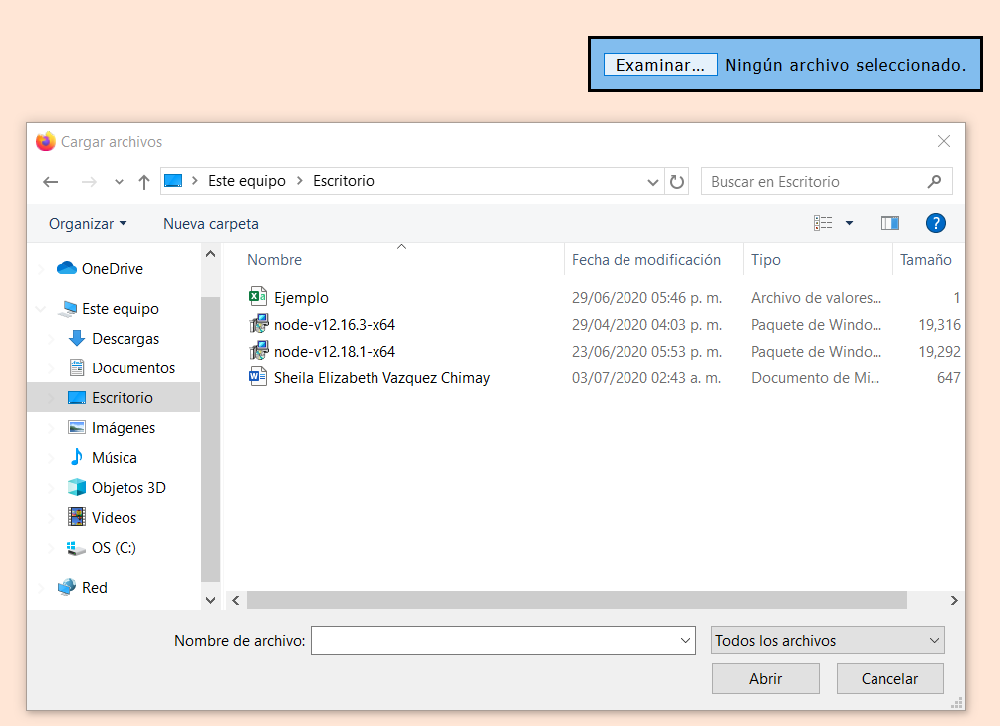 Examinar... Ningún archivo seleccionado.
Cargar archivos
Este equipo > Escritorio
Buscar en Escritorio
Organizar
Nueva carpeta
OneDrive
Este equipo
Descargas
Documentos
Escritorio
Imágenes
Música
Objetos 3D
Videos
OS (C:)
Red
Nombre Fecha de modificación Tipo Tamaño
Ejemplo 29/06/2020 05:46 p. m. Archivo de valores... 1
node-v12.16.3-x64 29/04/2020 04:03 p. m. Paquete de Windo... 19,316
node-v12.18.1-x64 23/06/2020 05:53 p. m. Paquete de Windo... 19,292
Sheila Elizabeth Vazquez Chimay 03/07/2020 02:43 a. m. Documento de Mi... 647
Nombre de archivo:
Todos los archivos
Abrir
Cancelar